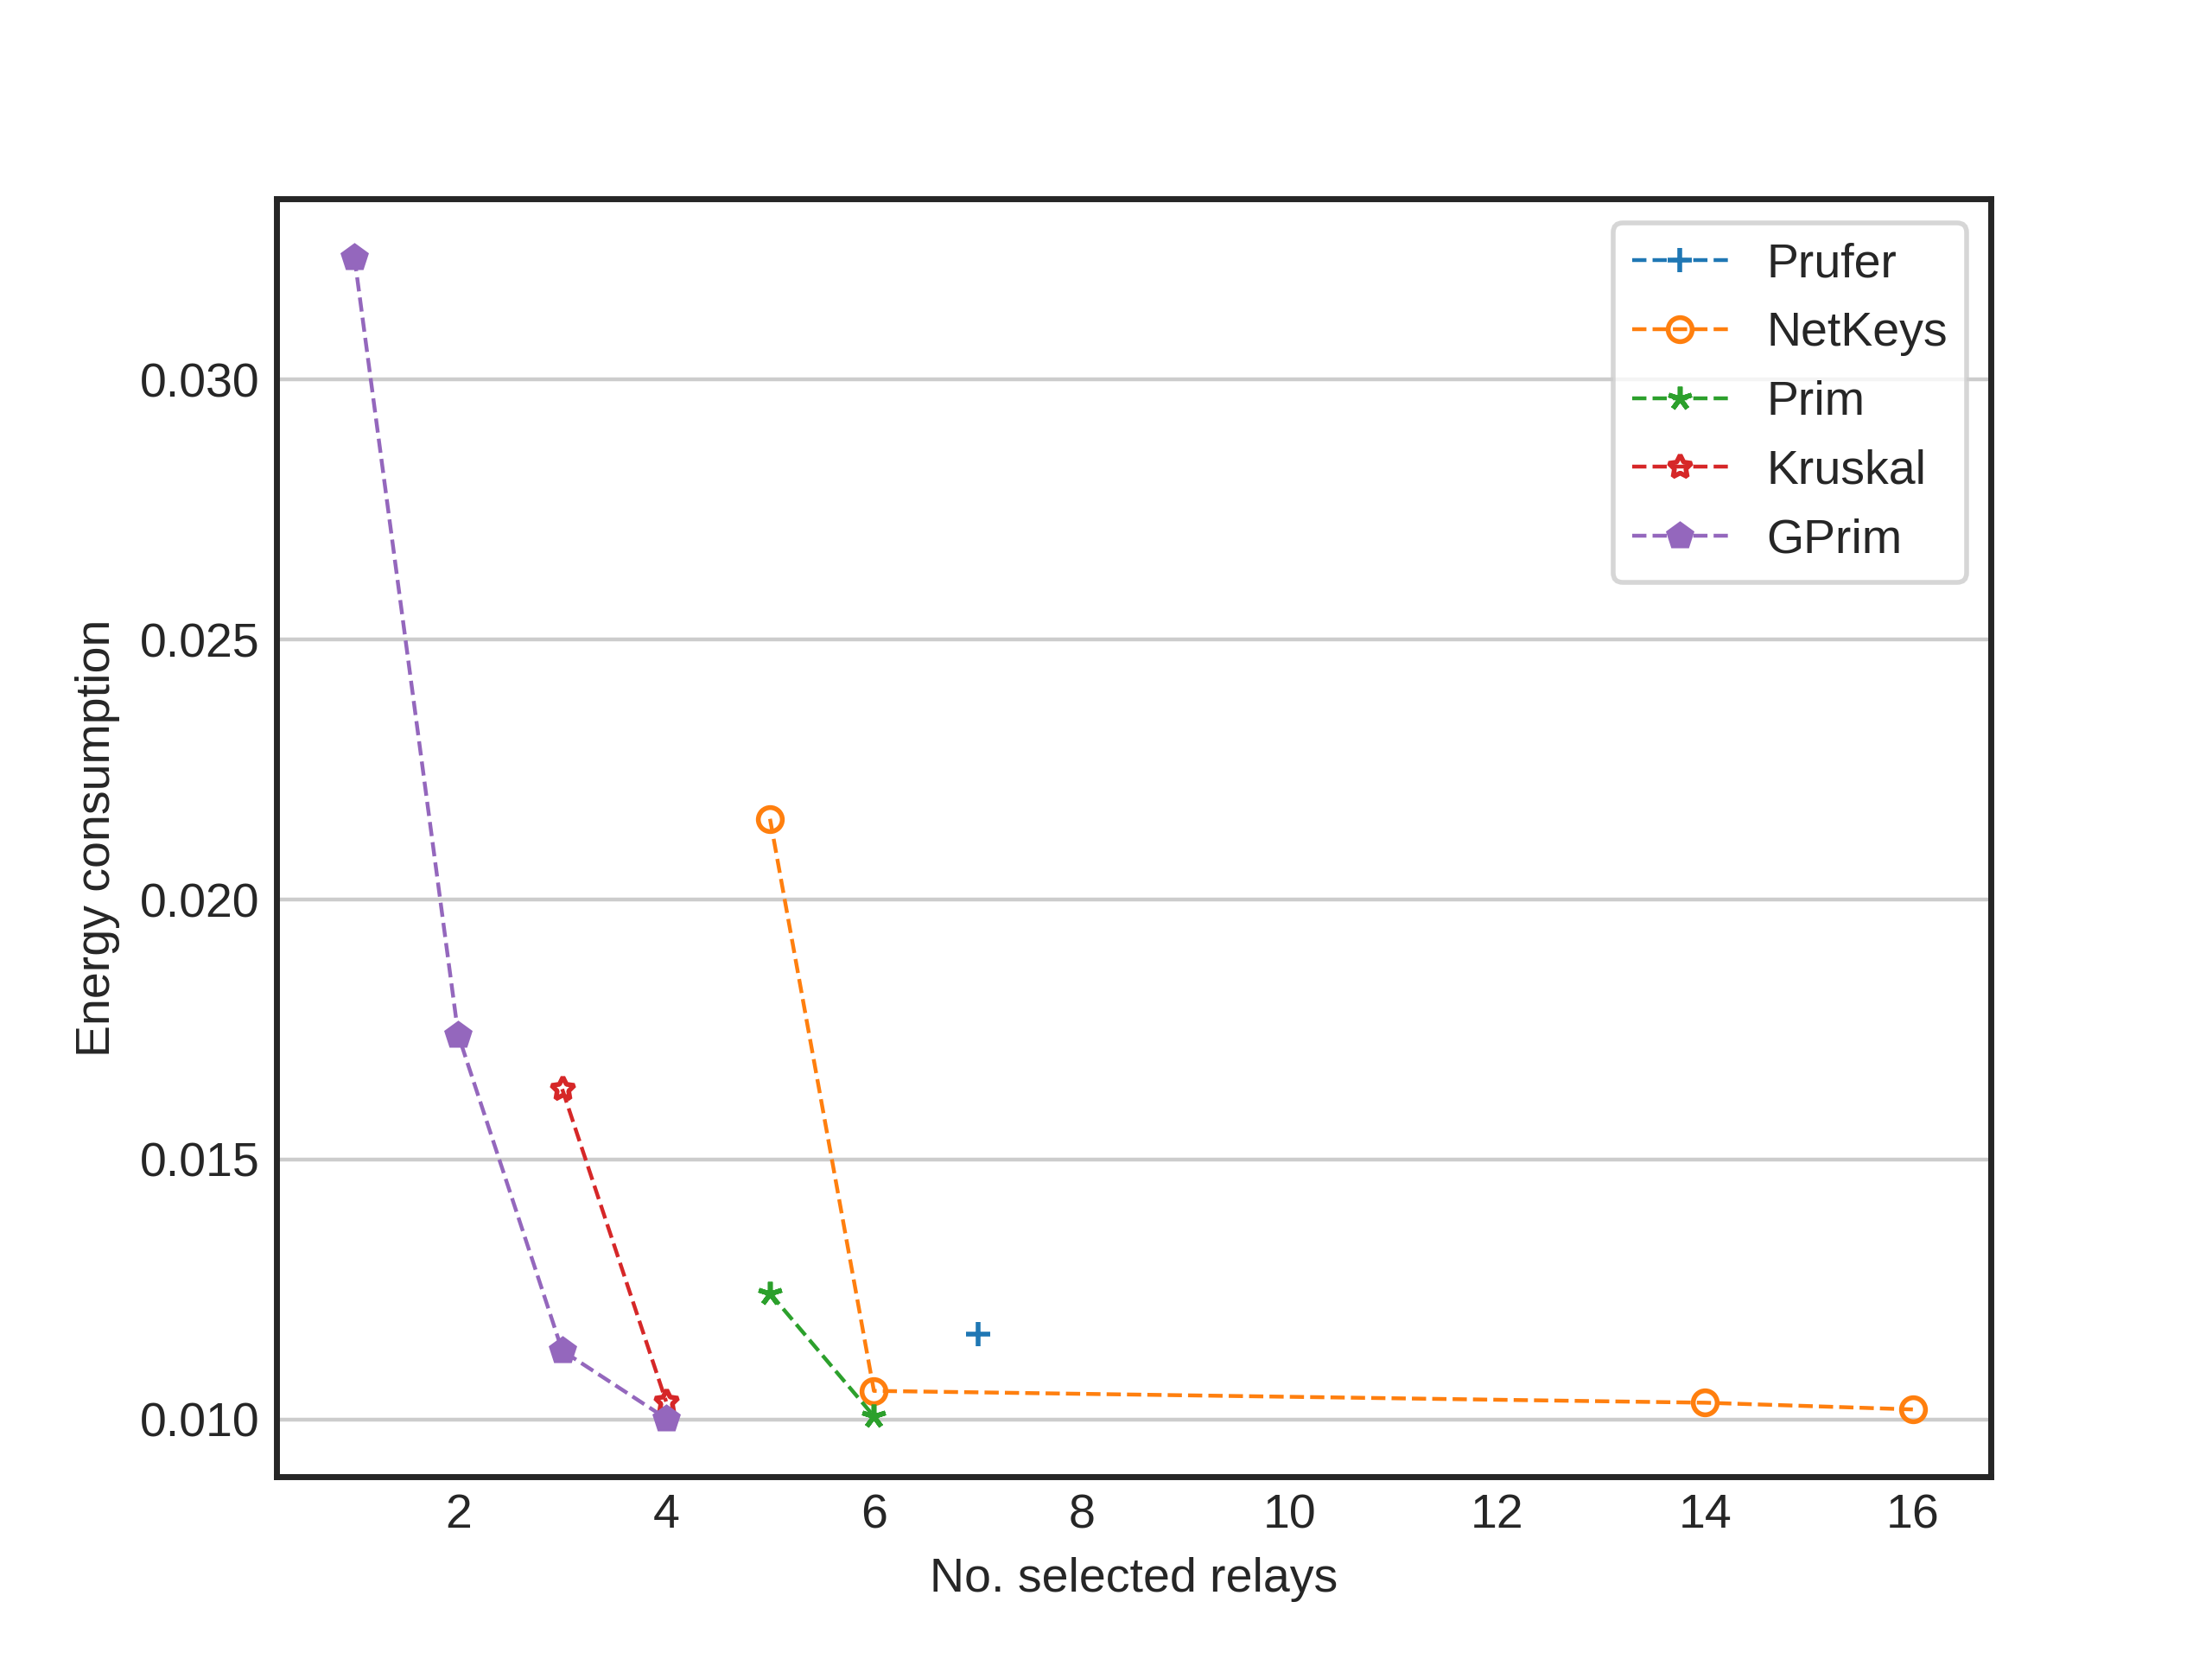 Prufer
NetKeys
Prim
Kruskal
GPrim
0.030
0.025
0.020
0.015
0.010
Energy consumption
2 4 6 8 10 12 14 16
No. selected relays